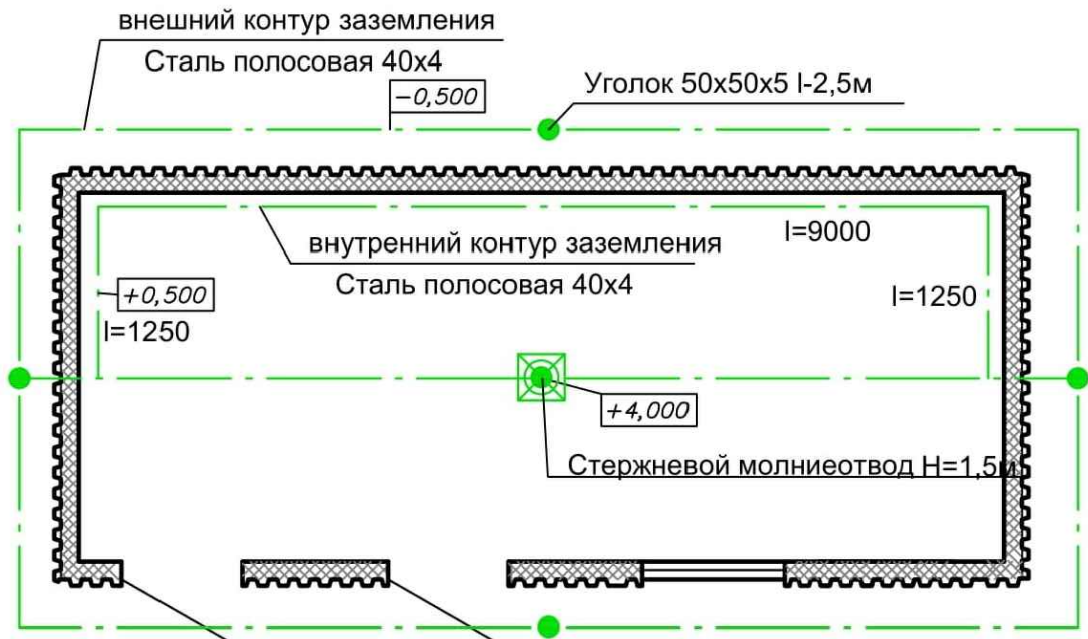 внешний контур заземления
Сталь полосовая 40х4
-0,500
Уголок 50х50х5 l-2,5м
внутренний контур заземления
Сталь полосовая 40х4
l=9000
+0,500
l=1250
l=1250
+4,000
Стержневой молниеотвод H=1,5м